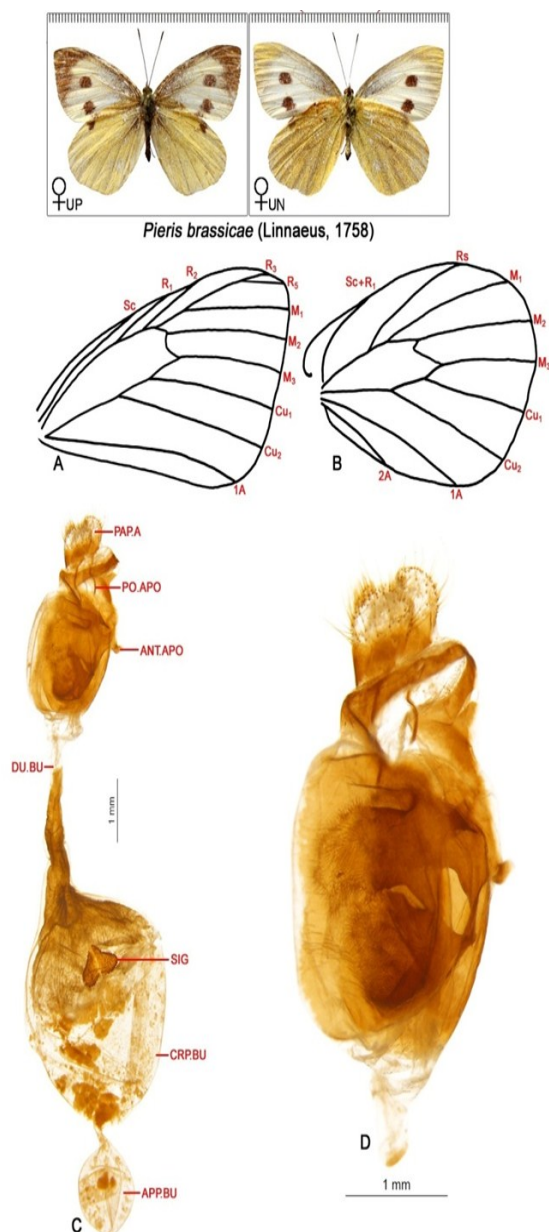 ♀UP
♀UN
Pieris brassicae (Linnaeus, 1758)
Sc
R1
R2
R3
R5
M1
M2
M3
Cu1
Cu2
1A
A
Sc+R1
Rs
M1
M2
M3
Cu1
Cu2
1A
2A
B
PAP.A
PO.APO
ANT.APO
DU.BU
1 mm
SIG
CRP.BU
APP.BU
C
D
1 mm